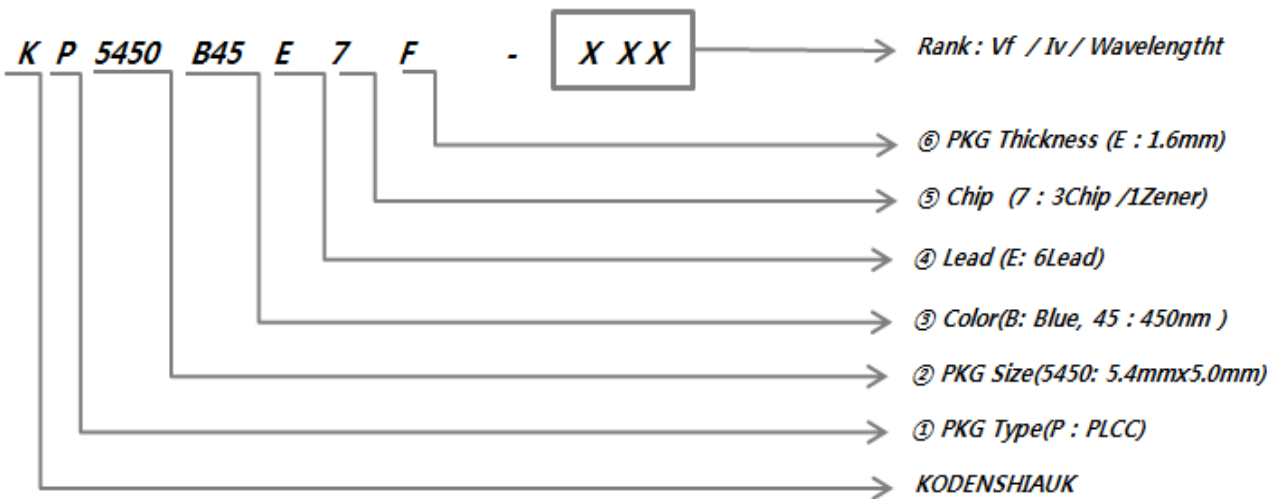 K P 5450 B45 E 7 F - X X X
Rank : Vf / Iv / Wavelengtht
⑥ PKG Thickness (E : 1.6mm)
⑤ Chip (7 : 3Chip /1Zener)
④ Lead (E: 6Lead)
③ Color(B: Blue, 45 : 450nm )
② PKG Size(5450: 5.4mmx5.0mm)
① PKG Type(P : PLCC)
KODENSHIAUK